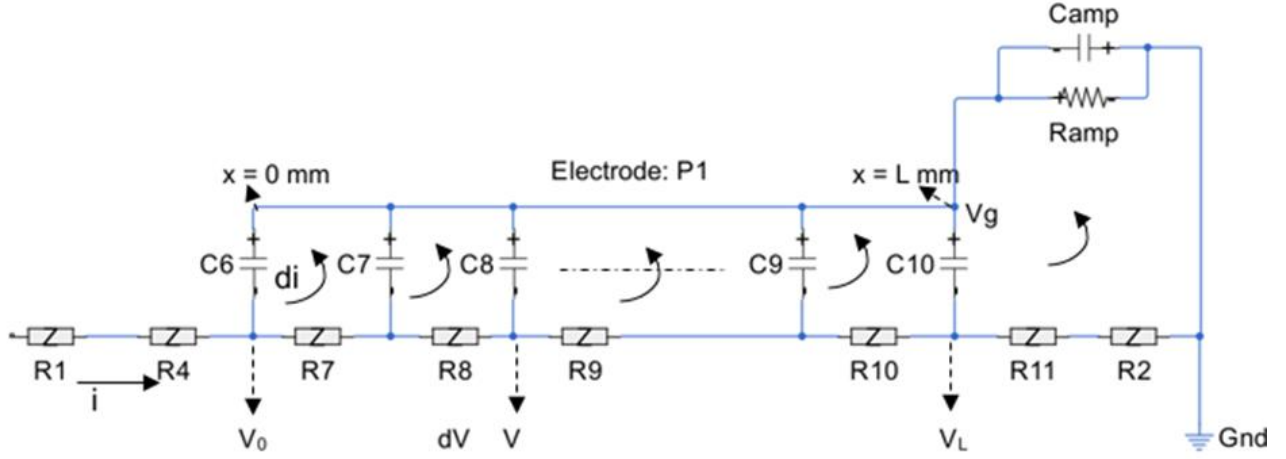 Camp
- +
+ -
Ramp
x = 0 mm
Electrode: P1
x = L mm
Vg
+ + + + +
C6 di C7 C8 C9 C10
- - - - -
Z Z Z Z Z Z Z Z
R1 R4 R7 R8 R9 R10 R11 R2
i
V₀ dV V V_L Gnd